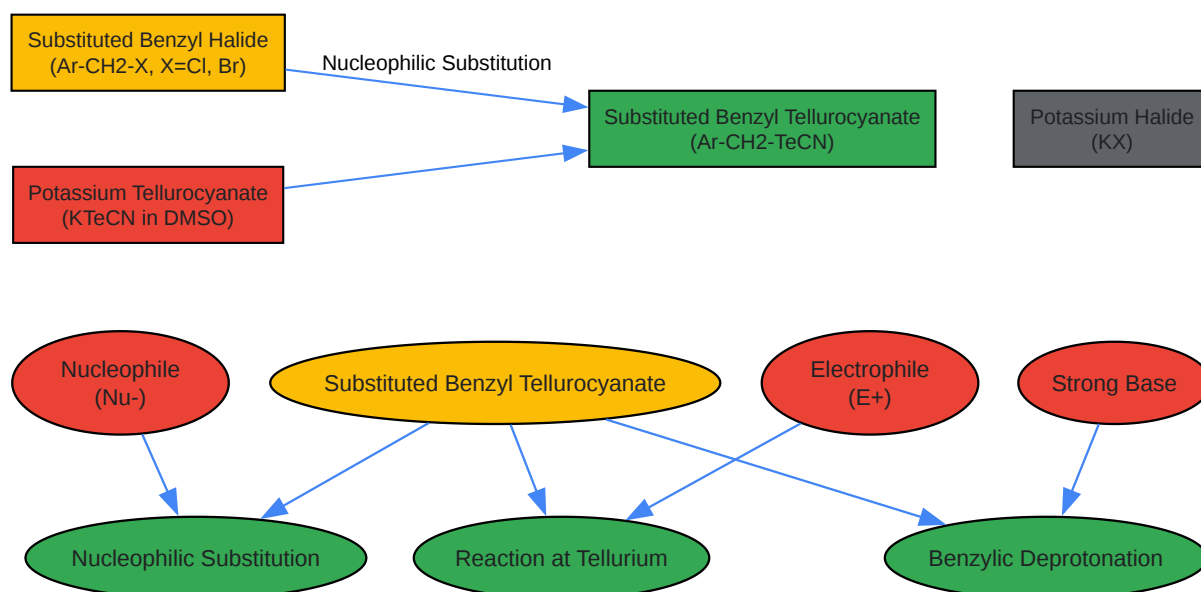 Substituted Benzyl Halide
(Ar-CH2-X, X=Cl, Br)
Nucleophilic Substitution
Substituted Benzyl Tellurocyanate
(Ar-CH2-TeCN)
Potassium Halide
(KX)
Potassium Tellurocyanate
(KTeCN in DMSO)
Nucleophile
(Nu-)
Substituted Benzyl Tellurocyanate
Electrophile
(E+)
Strong Base
Nucleophilic Substitution
Reaction at Tellurium
Benzylic Deprotonation